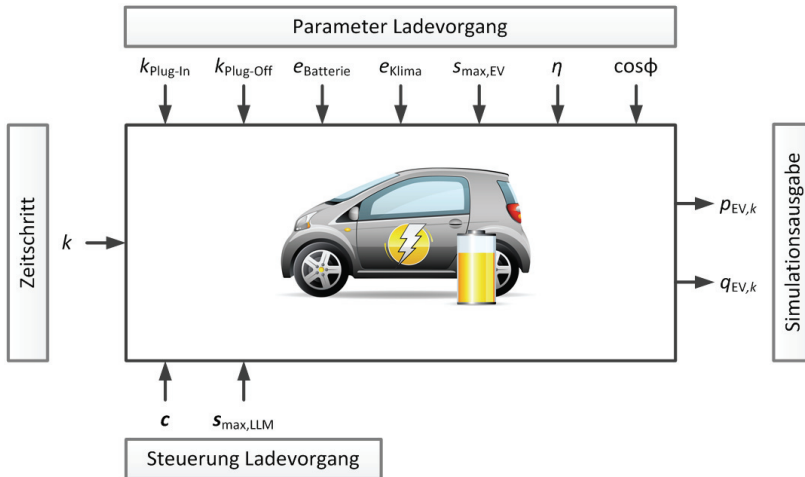 Parameter Ladevorgang
kPlug-In kPlug-Off eBatterie eKlima smax,EV η cosϕ
Zeitschritt
k
pEV,k
qEV,k
Simulationsausgabe
c smax,LLM
Steuerung Ladevorgang